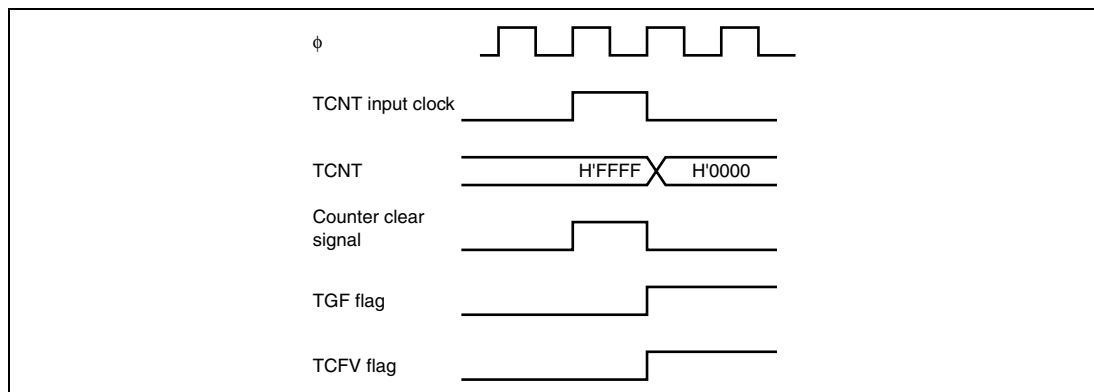 ϕ
TCNT input clock
TCNT
H'FFFF
H'0000
Counter clear
signal
TGF flag
TCFV flag